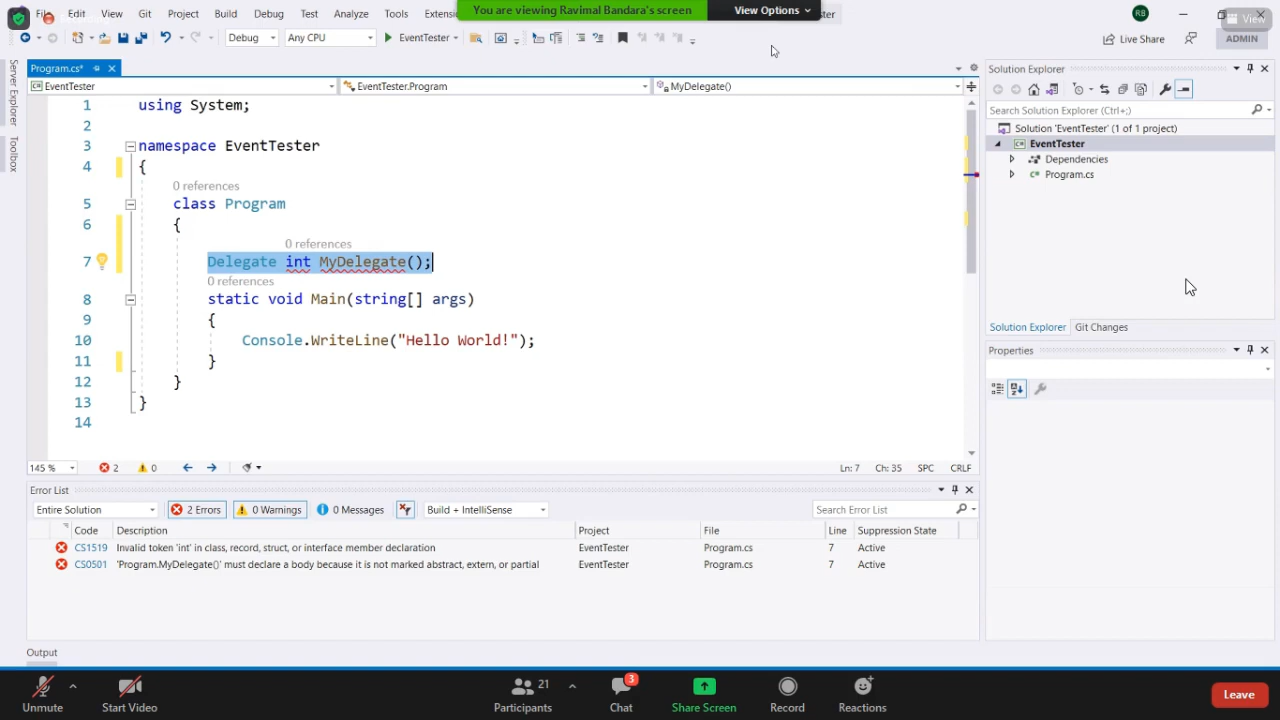 File Edit View Git Project Build Debug Test Analyze Tools
You are viewing Ravimal Bandara's screen View Options
RB View
Debug Any CPU EventTester Live Share ADMIN
Server Explorer
Toolbox
Program.cs*
EventTester EventTester.Program MyDelegate()
1 using System;
2
3 namespace EventTester
4 {
0 references
5 class Program
6 {
0 references
7 Delegate int MyDelegate();
0 references
8 static void Main(string[] args)
9 {
10 Console.WriteLine("Hello World!");
11 }
12 }
13 }
14
145 % 2 0 Ln: 7 Ch: 35 SPC CRLF
Solution Explorer
Search Solution Explorer (Ctrl+;)
Solution 'EventTester' (1 of 1 project)
EventTester
Dependencies
Program.cs
Solution Explorer Git Changes
Properties
Error List
Entire Solution 2 Errors 0 Warnings 0 Messages Build + IntelliSense Search Error List
Code Description Project File Line Suppression State
CS1519 Invalid token 'int' in class, record, struct, or interface member declaration EventTester Program.cs 7 Active
CS0501 'Program.MyDelegate()' must declare a body because it is not marked abstract, extern, or partial EventTester Program.cs 7 Active
Output
Unmute Start Video Participants 21 Chat 3 Share Screen Record Reactions Leave